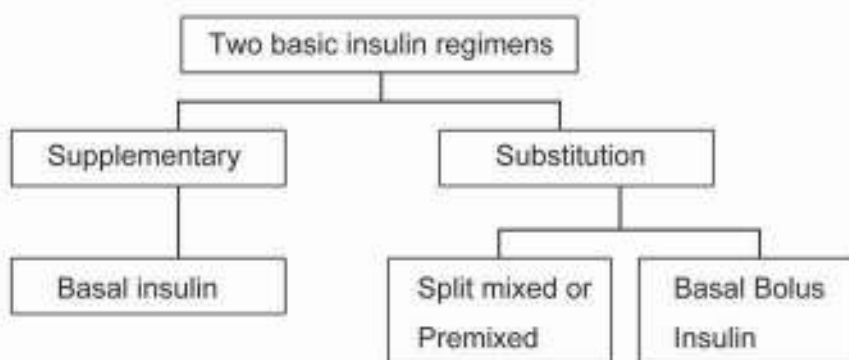 Two basic insulin regimens
Supplementary
Substitution
Basal insulin
Split mixed or
Premixed
Basal Bolus
Insulin